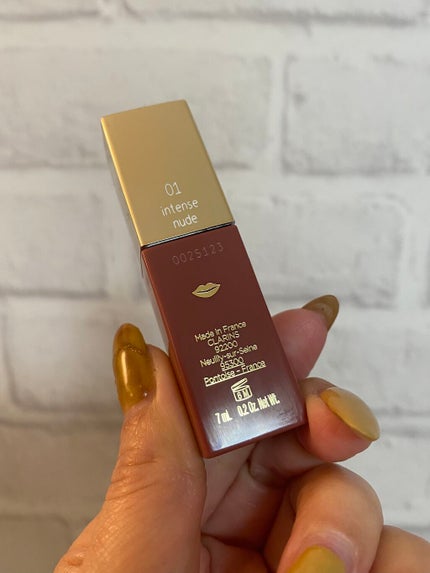 01
intense
nude
002S123
Made in France
CLARINS
92200
Neuilly-sur-Seine
95300
Pontoise - France
6 M
7 mL 0.2 Oz. Net Wt.